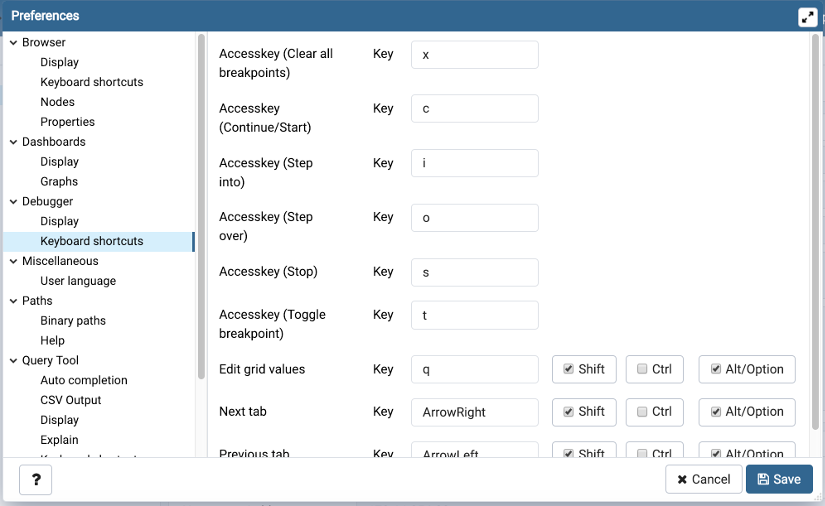 Preferences
Browser
Display
Keyboard shortcuts
Nodes
Properties
Dashboards
Display
Graphs
Debugger
Display
Keyboard shortcuts
Miscellaneous
User language
Paths
Binary paths
Help
Query Tool
Auto completion
CSV Output
Display
Explain
Keyboard shortcuts
Accesskey (Clear all
breakpoints)
Key
x
Accesskey
(Continue/Start)
Key
c
Accesskey (Step
into)
Key
i
Accesskey (Step
over)
Key
o
Accesskey (Stop)
Key
s
Accesskey (Toggle
breakpoint)
Key
t
Edit grid values
Key
q
Shift
Ctrl
Alt/Option
Next tab
Key
ArrowRight
Shift
Ctrl
Alt/Option
Previous tab
Key
ArrowLeft
Shift
Ctrl
Alt/Option
?
Cancel
Save